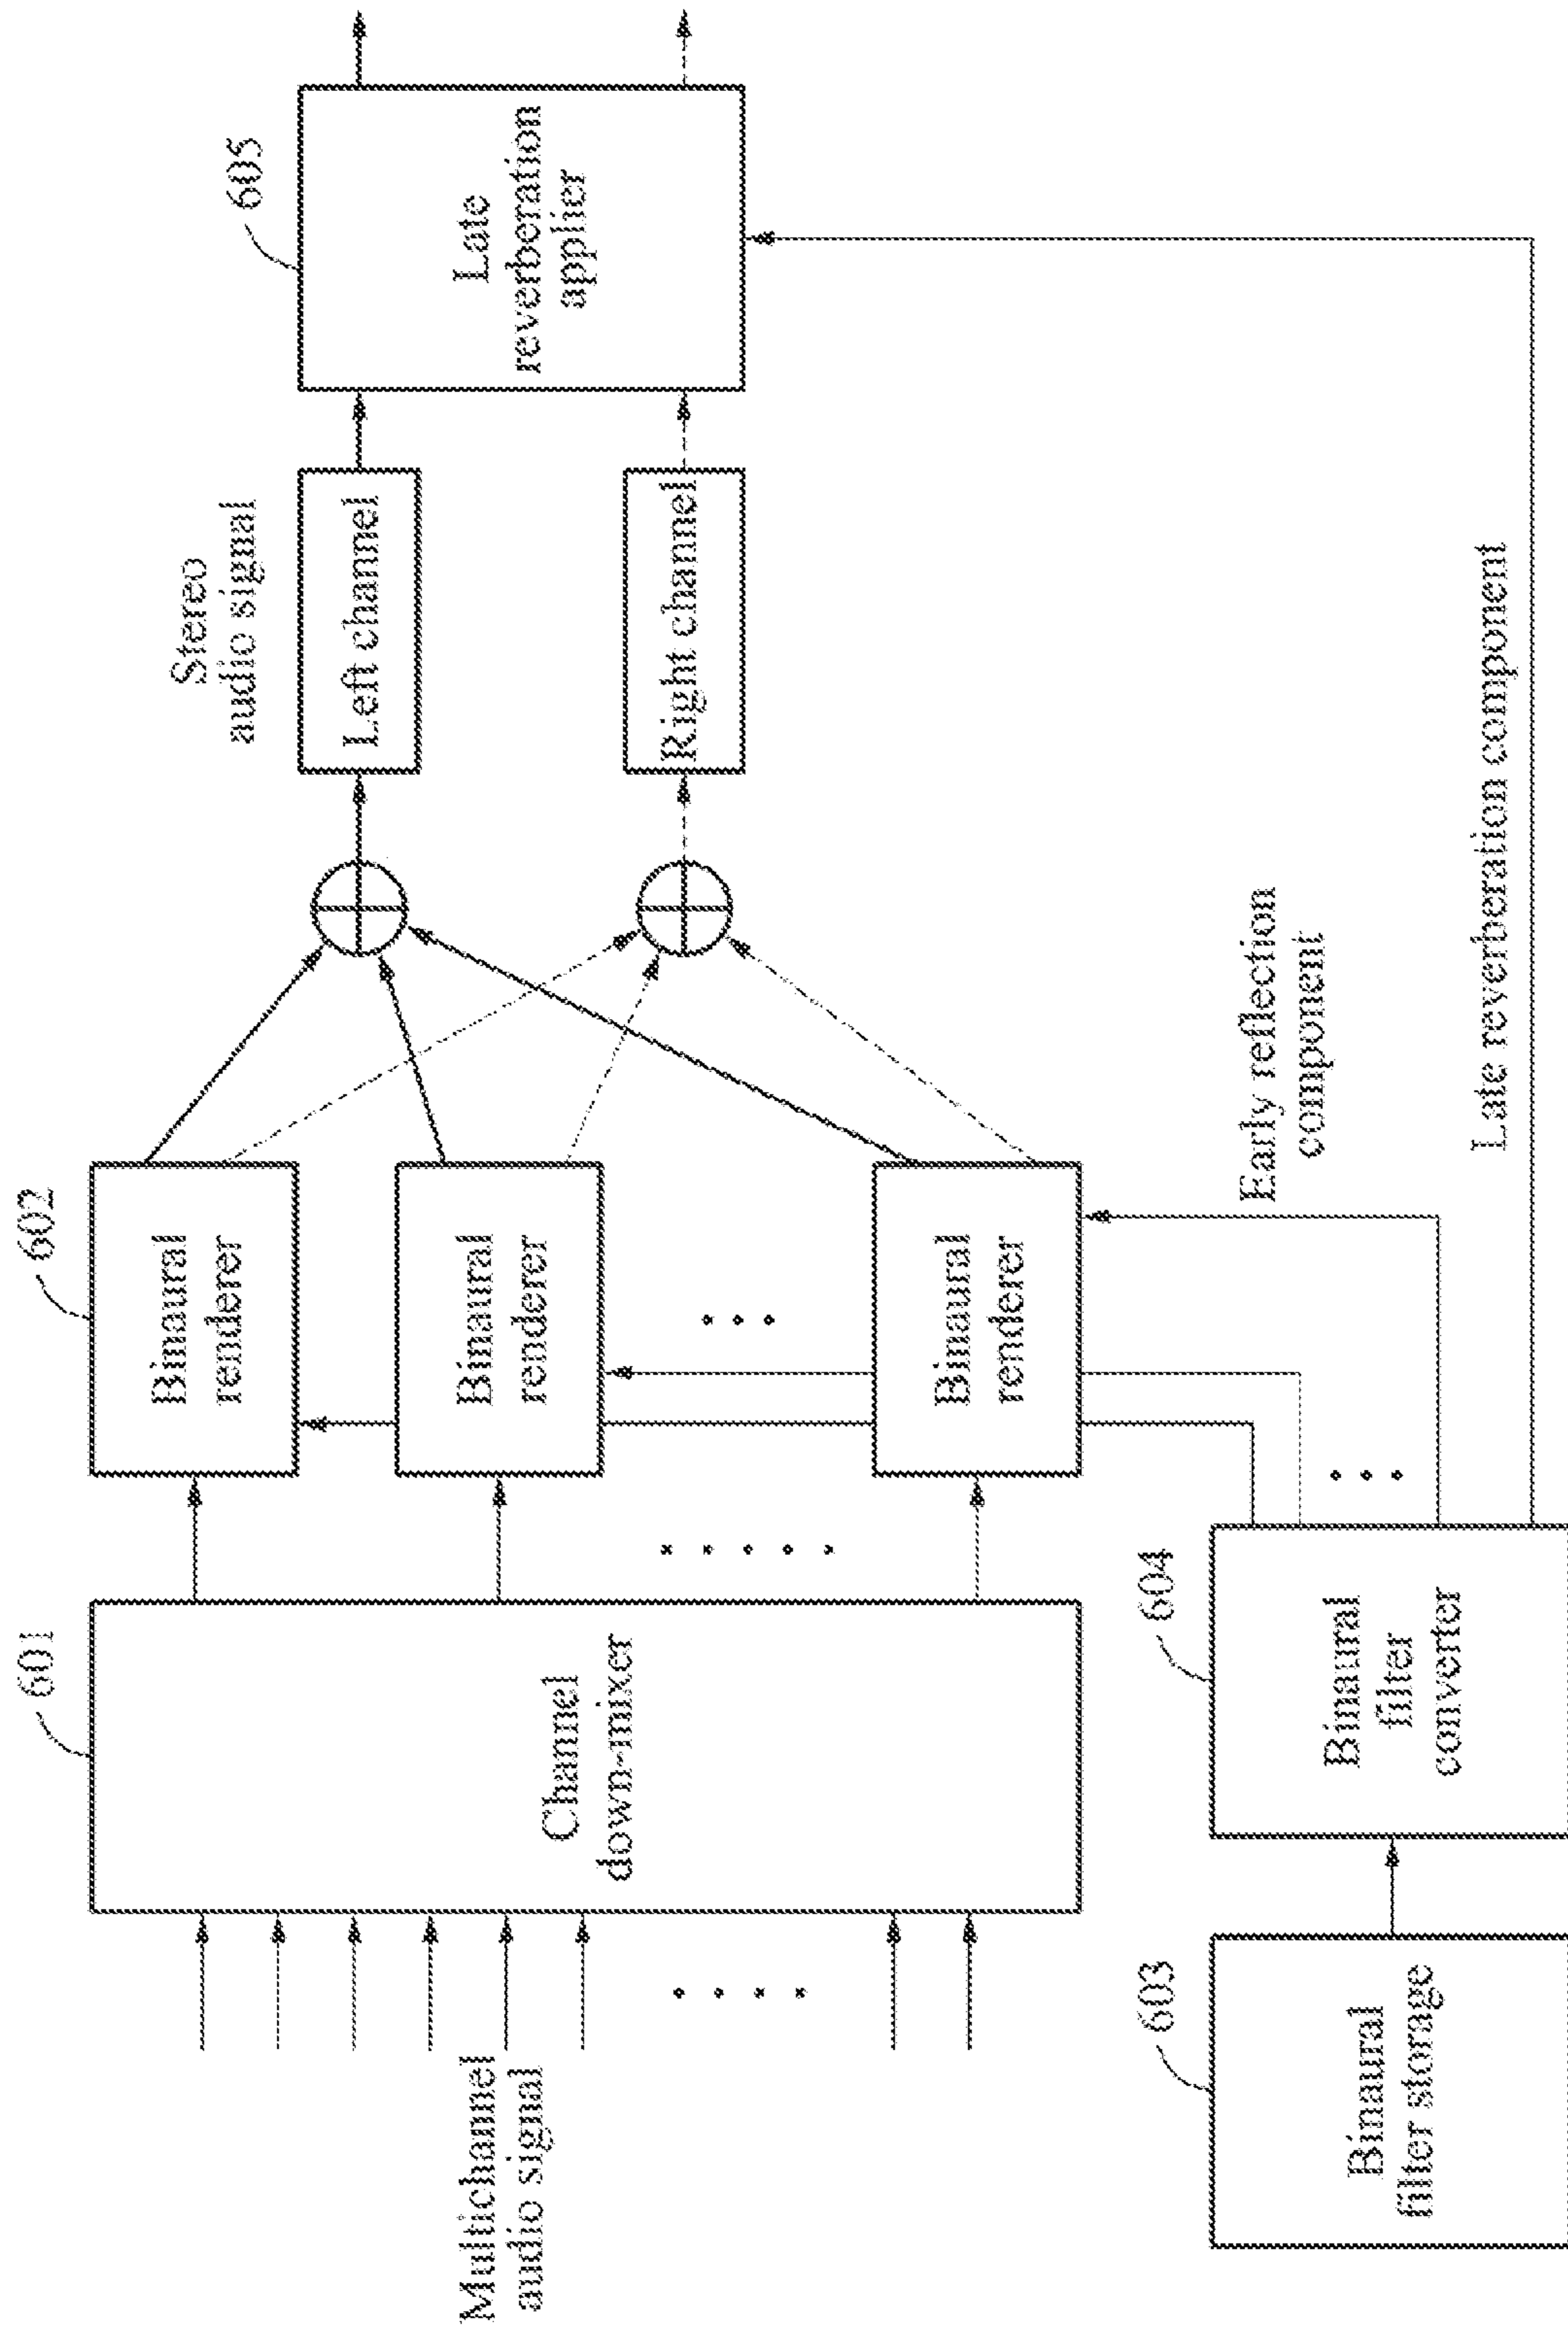 Multichannel
audio signal
601
Channel
down-mixer
602
Binaural
renderer
Binaural
renderer
Binaural
renderer
Stereo
audio signal
Left channel
Right channel
605
Late
reverberation
applier
603
Binaural
filter storage
604
Binaural
filter
converter
Early reflection
component
Late reverberation component